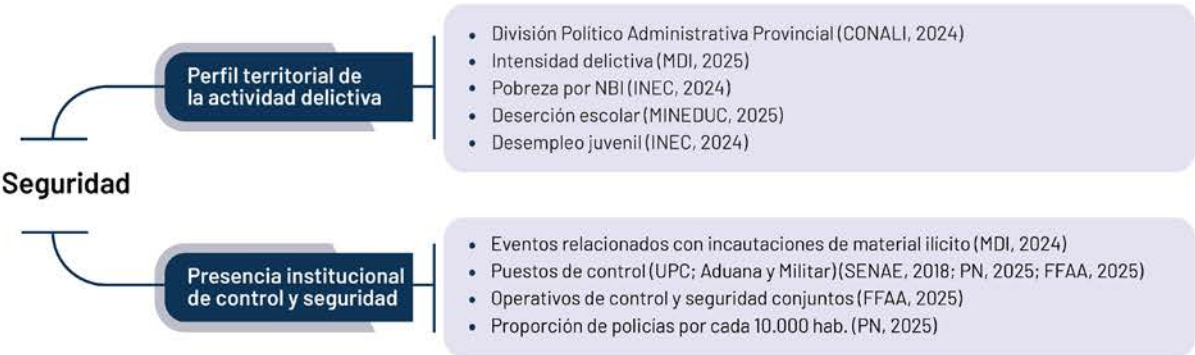 Seguridad
Perfil territorial de
la actividad delictiva
• División Político Administrativa Provincial (CONALI, 2024)
• Intensidad delictiva (MDI, 2025)
• Pobreza por NBI (INEC, 2024)
• Deserción escolar (MINEDUC, 2025)
• Desempleo juvenil (INEC, 2024)
Presencia institucional
de control y seguridad
• Eventos relacionados con incautaciones de material ilícito (MDI, 2024)
• Puestos de control (UPC; Aduana y Militar) (SENAE, 2018; PN, 2025; FFAA, 2025)
• Operativos de control y seguridad conjuntos (FFAA, 2025)
• Proporción de policías por cada 10.000 hab. (PN, 2025)